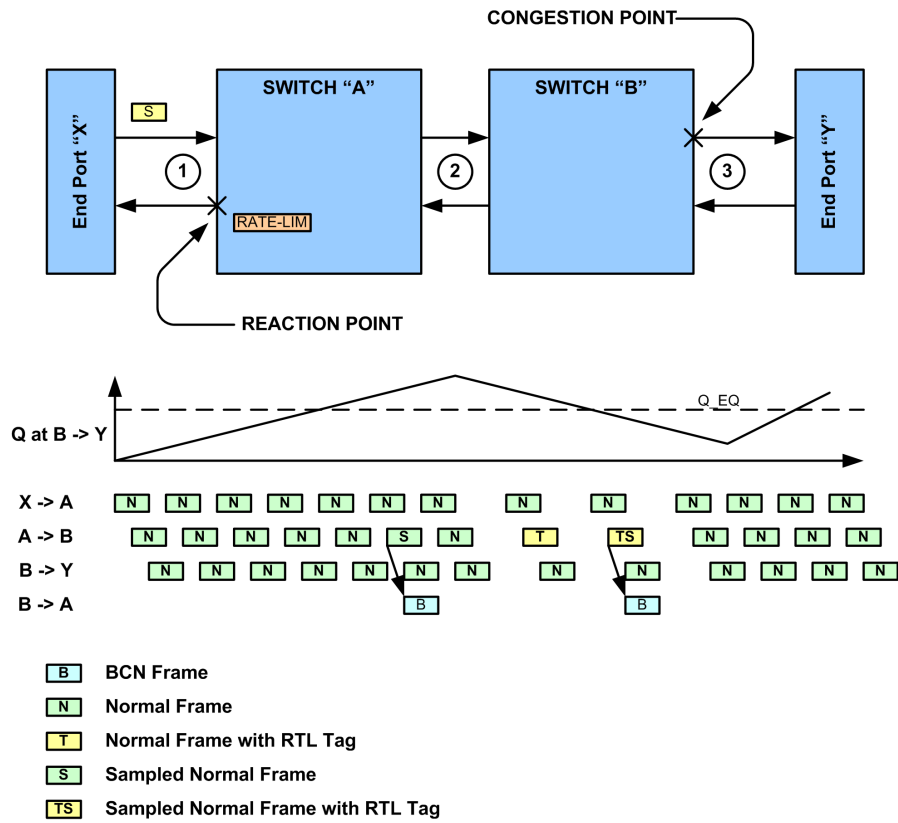 CONGESTION POINT
End Port "X"
S
SWITCH "A"
SWITCH "B"
End Port "Y"
1
2
3
RATE-LIM
REACTION POINT
Q_EQ
Q at B -> Y
X -> A N N N N N N N N N N N N N
A -> B N N N N N S N T TS N N N N
B -> Y N N N N N N N N N N N N N
B -> A B B
B BCN Frame
N Normal Frame
T Normal Frame with RTL Tag
S Sampled Normal Frame
TS Sampled Normal Frame with RTL Tag